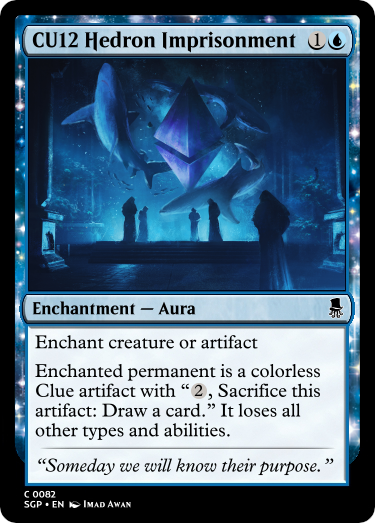 CU12 Hedron Imprisonment 1
Enchantment — Aura
Enchant creature or artifact
Enchanted permanent is a colorless
Clue artifact with “2, Sacrifice this
artifact: Draw a card.” It loses all
other types and abilities.
“Someday we will know their purpose.”
C 0082
SGP • EN Imad Awan